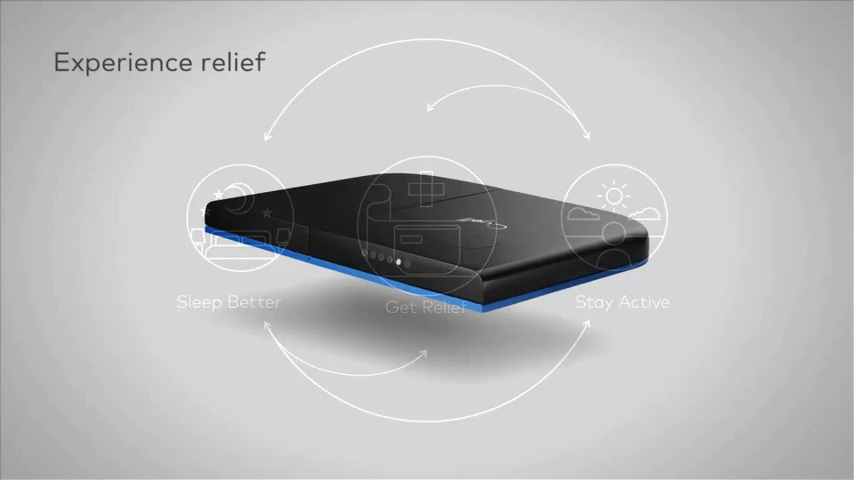 Experience relief
Sleep Better
Get Relief
Stay Active